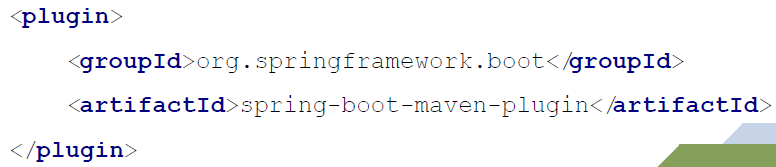 <plugin>
<groupId>org.springframework.boot</groupId>
<artifactId>spring-boot-maven-plugin</artifactId>
</plugin>